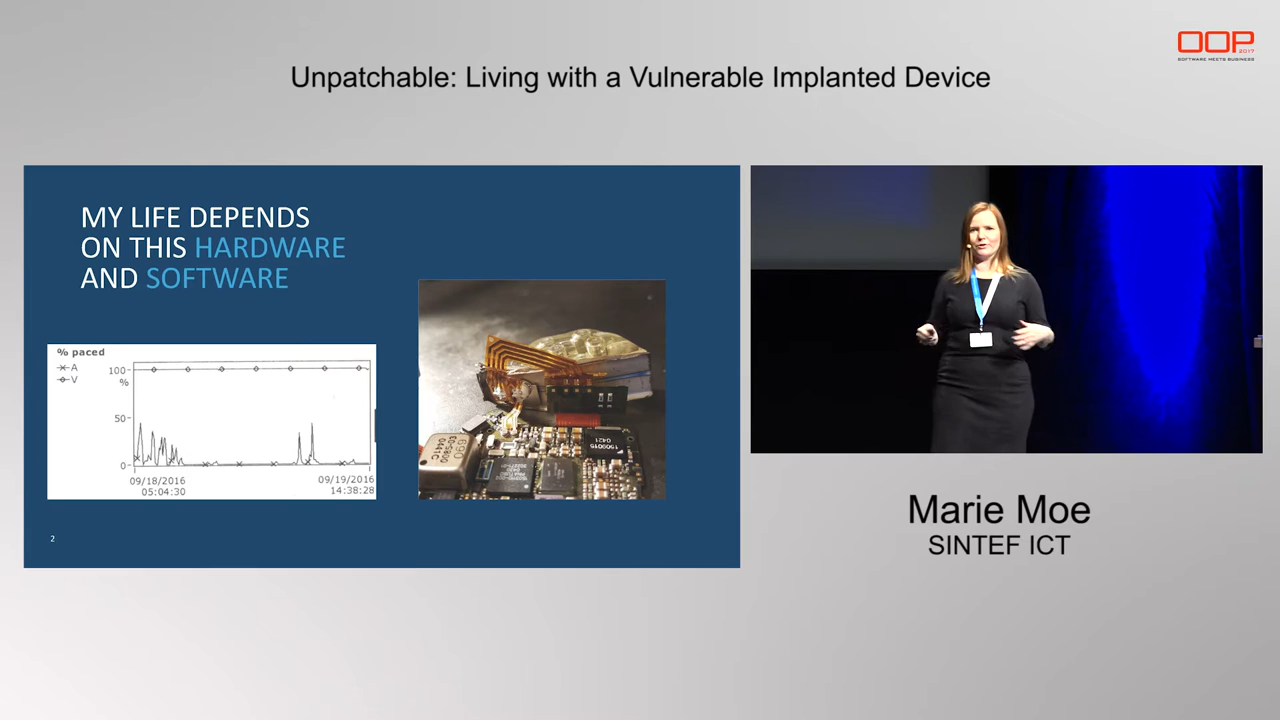 OOP
2017
SOFTWARE MEETS BUSINESS
Unpatchable: Living with a Vulnerable Implanted Device
MY LIFE DEPENDS
ON THIS HARDWARE
AND SOFTWARE
% paced
A
V
100
%
50
0
09/18/2016
05:04:30
09/19/2016
14:38:28
2
Marie Moe
SINTEF ICT